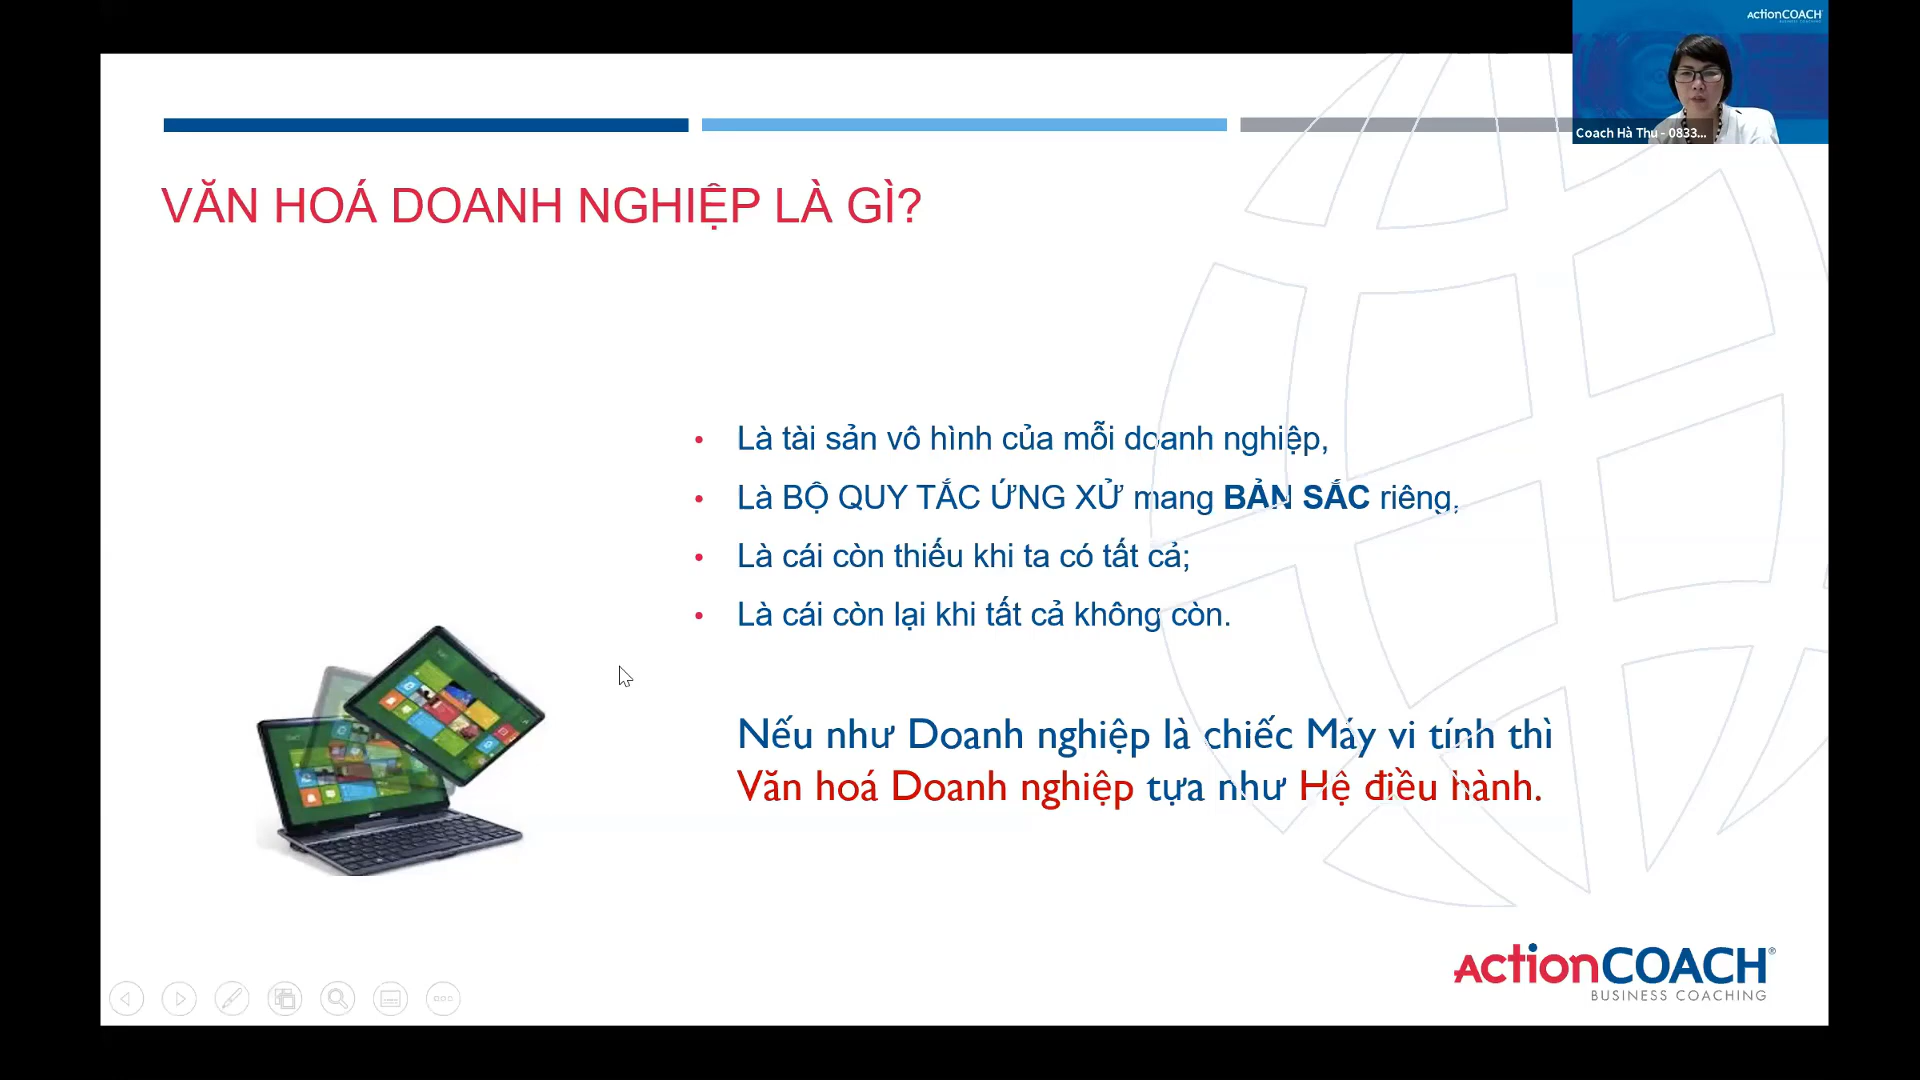 actionCOACH
Coach Hà Thu - 0833...
VĂN HOÁ DOANH NGHIỆP LÀ GÌ?
• Là tài sản vô hình của mỗi doanh nghiệp,
• Là BỘ QUY TẮC ỨNG XỬ mang BẢN SẮC riêng,
• Là cái còn thiếu khi ta có tất cả;
• Là cái còn lại khi tất cả không còn.
Nếu như Doanh nghiệp là chiếc Máy vi tính thì
Văn hoá Doanh nghiệp tựa như Hệ điều hành.
actionCOACH®
BUSINESS COACHING